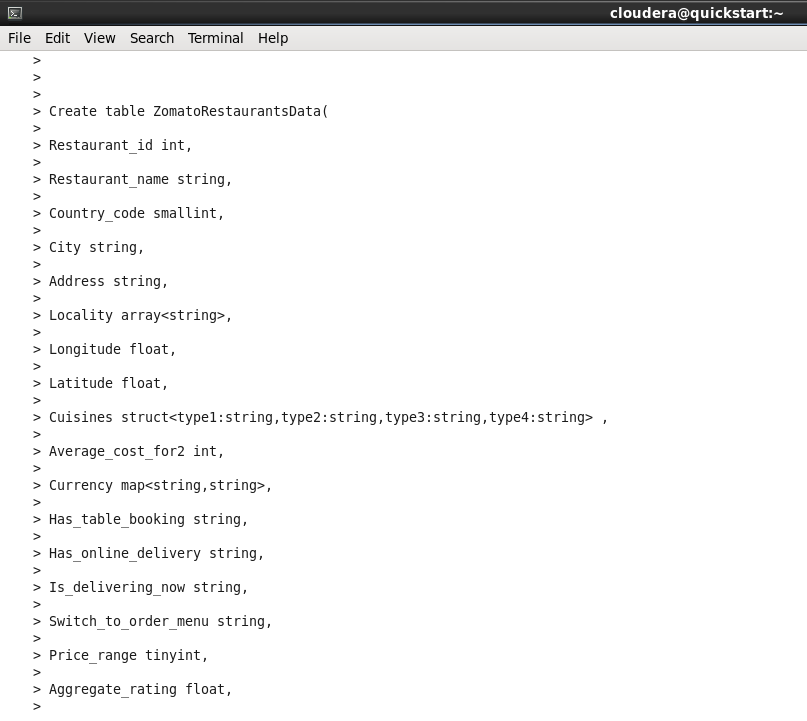 cloudera@quickstart:~
File Edit View Search Terminal Help
>
>
>
> Create table ZomatoRestaurantsData(
>
> Restaurant_id int,
>
> Restaurant_name string,
>
> Country_code smallint,
>
> City string,
>
> Address string,
>
> Locality array<string>,
>
> Longitude float,
>
> Latitude float,
>
> Cuisines struct<type1:string,type2:string,type3:string,type4:string> ,
>
> Average_cost_for2 int,
>
> Currency map<string,string>,
>
> Has_table_booking string,
>
> Has_online_delivery string,
>
> Is_delivering_now string,
>
> Switch_to_order_menu string,
>
> Price_range tinyint,
>
> Aggregate_rating float,
>